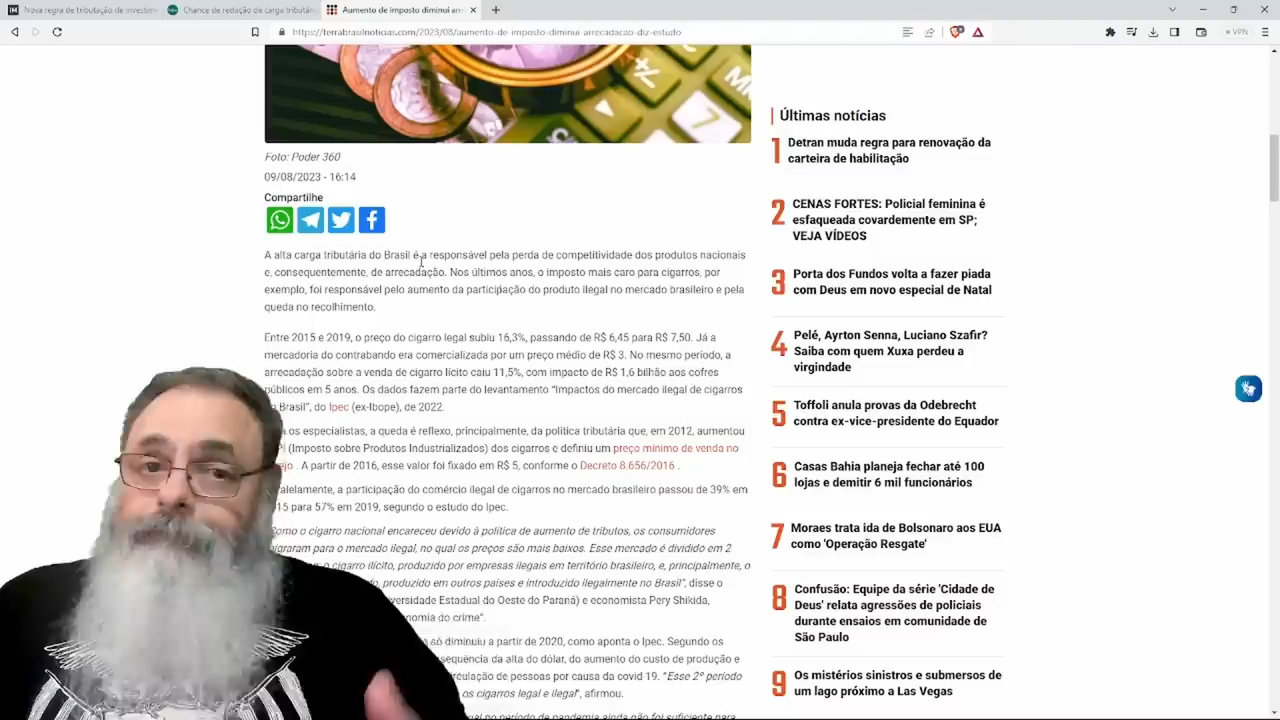 Nova regra de tributação de investim
Chance de redução de carga tributári
Aumento de imposto diminui arre
https://terrabrasilnoticias.com/2023/08/aumento-de-imposto-diminui-arrecadacao-diz-estudo
VPN
Foto: Poder 360
09/08/2023 - 16:14
Compartilhe
A alta carga tributária do Brasil é a responsável pela perda de competitividade dos produtos nacionais
e, consequentemente, de arrecadação. Nos últimos anos, o imposto mais caro para cigarros, por
exemplo, foi responsável pelo aumento da participação do produto ilegal no mercado brasileiro e pela
queda no recolhimento.
Entre 2015 e 2019, o preço do cigarro legal subiu 16,3%, passando de R$ 6,45 para R$ 7,50. Já a
mercadoria do contrabando era comercializada por um preço médio de R$ 3. No mesmo período, a
arrecadação sobre a venda de cigarro lícito caiu 11,5%, com impacto de R$ 1,6 bilhão aos cofres
públicos em 5 anos. Os dados fazem parte do levantamento “Impactos do mercado ilegal de cigarros
Brasil”, do Ipec (ex-Ibope), de 2022.
os especialistas, a queda é reflexo, principalmente, da política tributária que, em 2012, aumentou
(Imposto sobre Produtos Industrializados) dos cigarros e definiu um preço mínimo de venda no
. A partir de 2016, esse valor foi fixado em R$ 5, conforme o Decreto 8.656/2016 .
ralelamente, a participação do comércio ilegal de cigarros no mercado brasileiro passou de 39% em
para 57% em 2019, segundo o estudo do Ipec.
Como o cigarro nacional encareceu devido à política de aumento de tributos, os consumidores
igraram para o mercado ilegal, no qual os preços são mais baixos. Esse mercado é dividido em 2
o cigarro ilícito, produzido por empresas ilegais em território brasileiro, e, principalmente, o
produzido em outros países e introduzido ilegalmente no Brasil”, disse o
versidade Estadual do Oeste do Paraná) e economista Pery Shikida,
nomia do crime”.
só diminuiu a partir de 2020, como aponta o Ipec. Segundo os
sequência da alta do dólar, do aumento do custo de produção e
rculação de pessoas por causa da covid 19. “Esse 2º período
os cigarros legal e ilegal”, afirmou.
no período de pandemia ainda não foi suficiente para
Últimas notícias
1 Detran muda regra para renovação da
carteira de habilitação
2 CENAS FORTES: Policial feminina é
esfaqueada covardemente em SP;
VEJA VÍDEOS
3 Porta dos Fundos volta a fazer piada
com Deus em novo especial de Natal
4 Pelé, Ayrton Senna, Luciano Szafir?
Saiba com quem Xuxa perdeu a
virgindade
5 Toffoli anula provas da Odebrecht
contra ex-vice-presidente do Equador
6 Casas Bahia planeja fechar até 100
lojas e demitir 6 mil funcionários
7 Moraes trata ida de Bolsonaro aos EUA
como 'Operação Resgate'
8 Confusão: Equipe da série 'Cidade de
Deus' relata agressões de policiais
durante ensaios em comunidade de
São Paulo
9 Os mistérios sinistros e submersos de
um lago próximo a Las Vegas